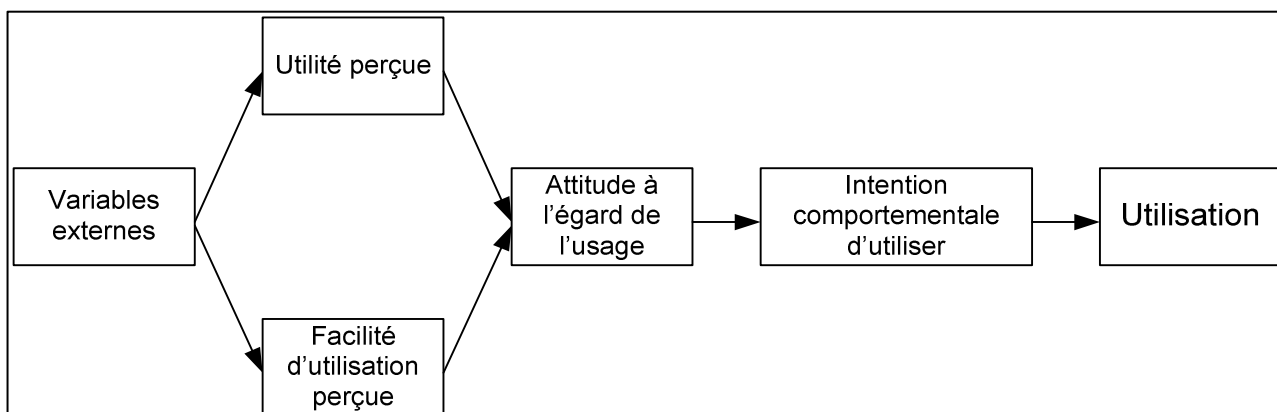 Utilité perçue
Variables
externes
Facilité
d'utilisation
perçue
Attitude à
l'égard de
l'usage
Intention
comportementale
d'utiliser
Utilisation